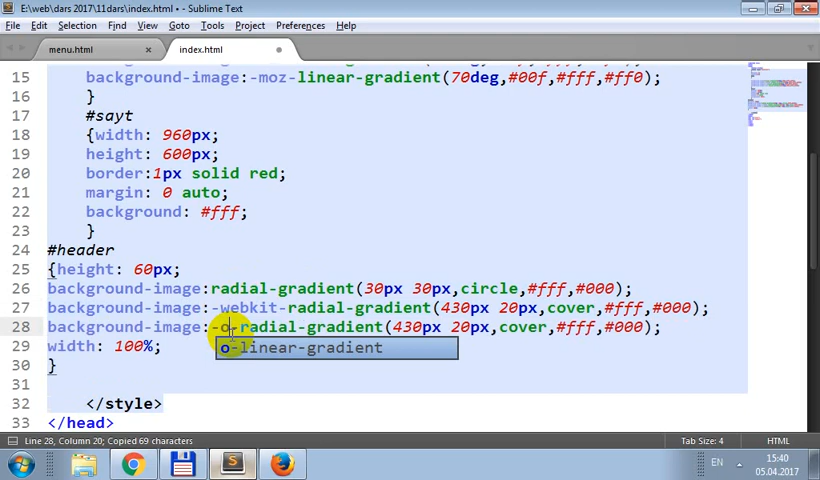 E:\web\dars 2017\11dars\index.html • - Sublime Text
File Edit Selection Find View Goto Tools Project Preferences Help
menu.html index.html
15 background-image:-moz-linear-gradient(70deg,#00f,#fff,#ff0);
16 }
17 #sayt
18 {width: 960px;
19 height: 600px;
20 border:1px solid red;
21 margin: 0 auto;
22 background: #fff;
23 }
24 #header
25 {height: 60px;
26 background-image:radial-gradient(30px 30px,circle,#fff,#000);
27 background-image:-webkit-radial-gradient(430px 20px,cover,#fff,#000);
28 background-image:-o-radial-gradient(430px 20px,cover,#fff,#000);
29 width: 100%;
o-linear-gradient
30 }
31
32 </style>
33 </head>
Line 28, Column 20; Copied 69 characters Tab Size: 4 HTML
EN 15:40
05.04.2017